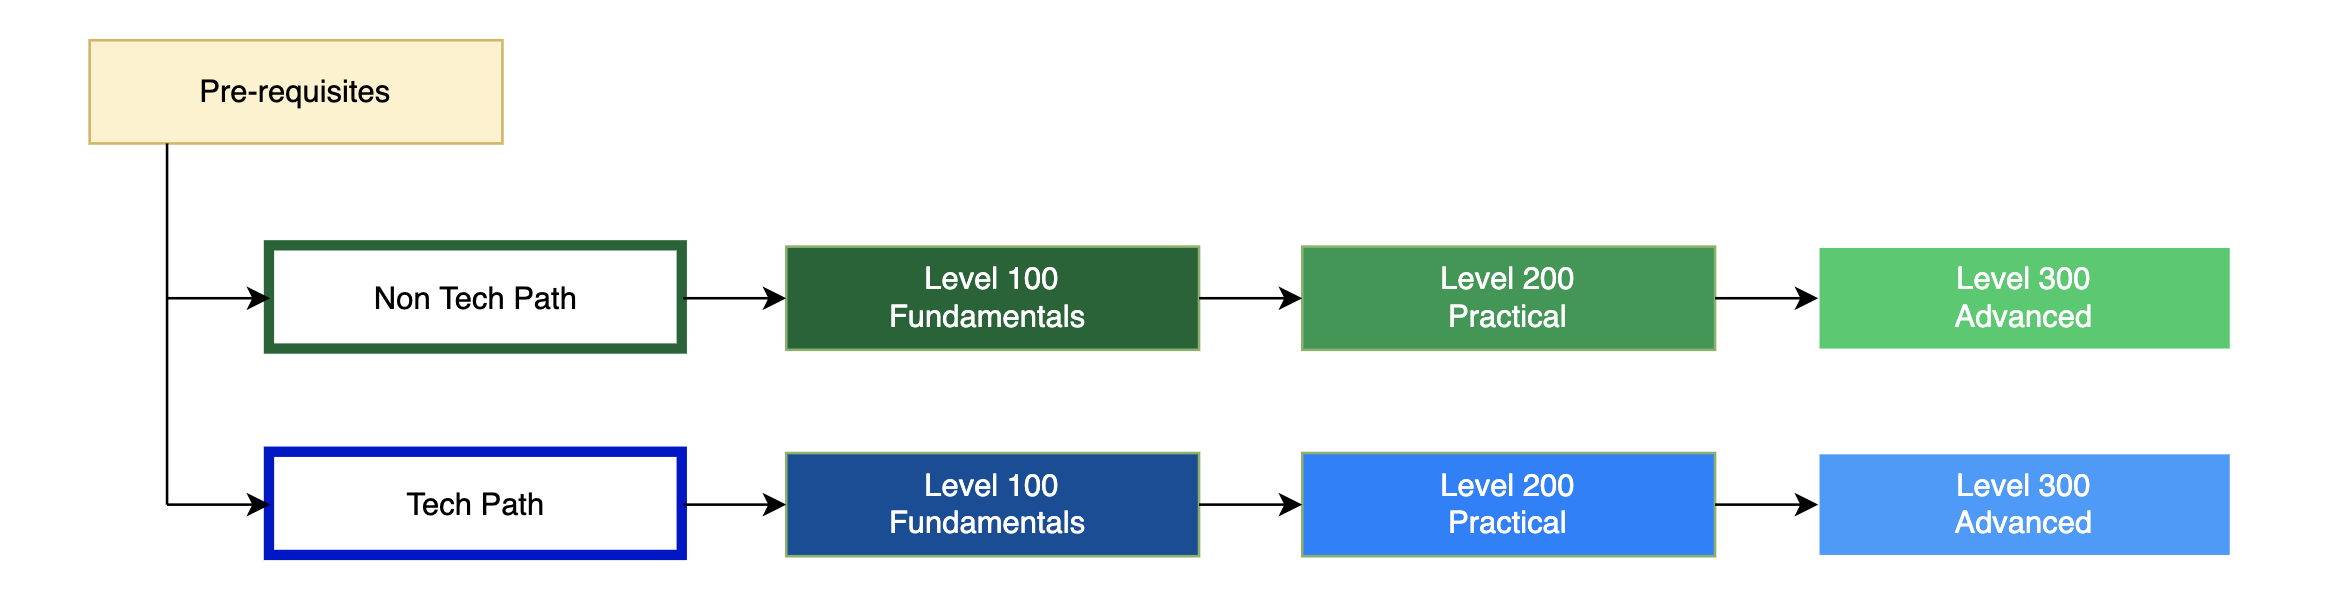 Pre-requisites
Non Tech Path
Level 100
Fundamentals
Level 200
Practical
Level 300
Advanced
Tech Path
Level 100
Fundamentals
Level 200
Practical
Level 300
Advanced